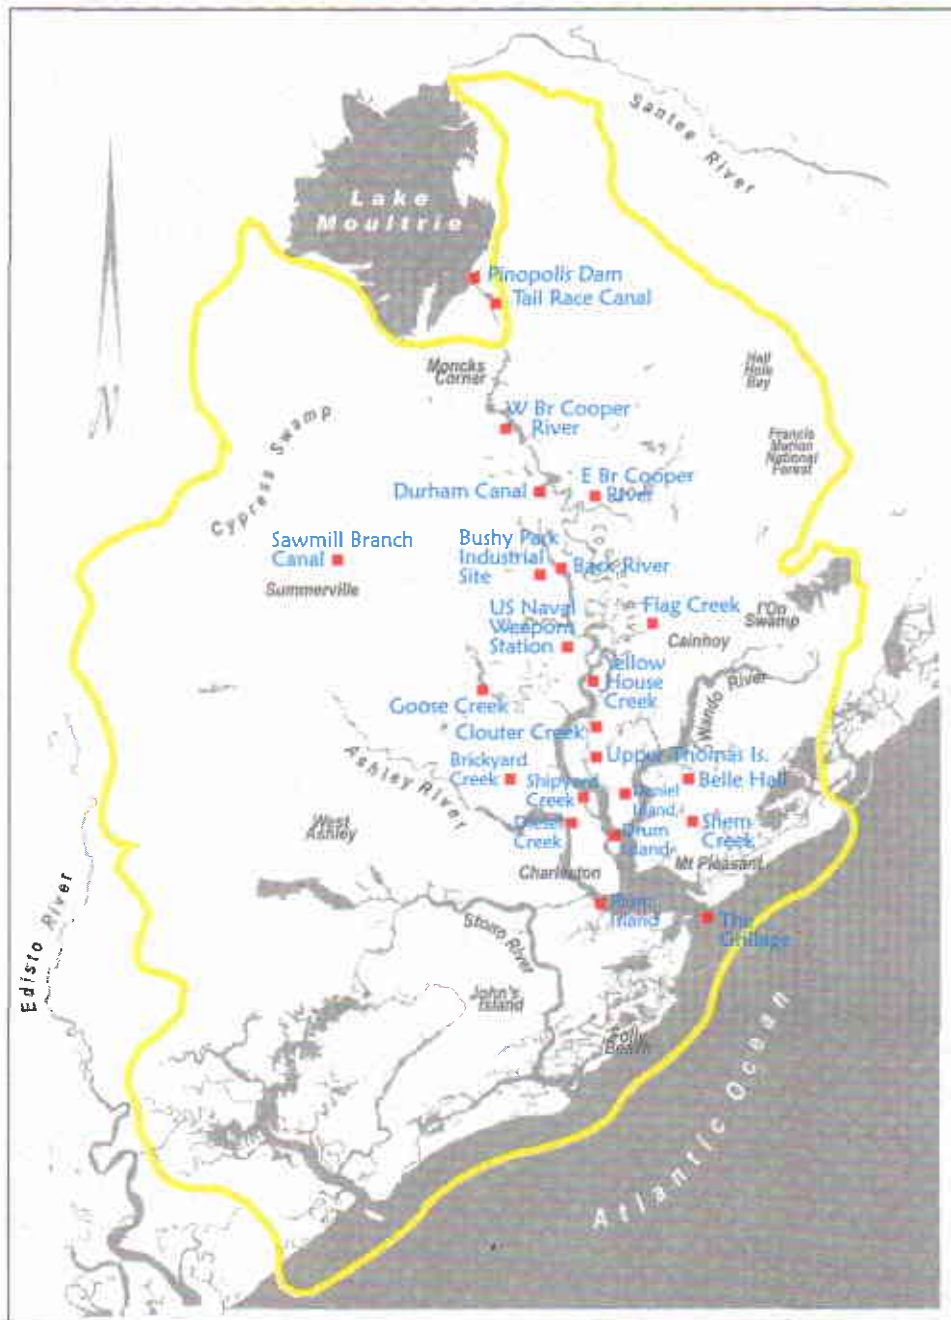 Santee River
Lake
Moultrie
Pinopolis Dam
Tail Race Canal
Moncks
Corner
Hell
Hole
Bay
W Br Cooper
River
Cypress Swamp
Francis
Marion
National
Forest
E Br Cooper
River
Durham Canal
Sawmill Branch
Canal
Bushy Park
Industrial
Site
Back River
Summerville
US Naval
Weapons
Station
Flag Creek
I'On
Swamp
Cainhoy
Yellow
House
Creek
Goose Creek
Wando River
Clouter Creek
Ashley River
Brickyard
Creek
Upper Thomas Is.
Shipyard
Creek
Daniel
Island
Belle Hall
West
Ashley
Diesel
Creek
Drum
Island
Shem
Creek
Mt Pleasant
Charleston
Edisto River
Stono River
Plum
Island
The
Grillage
John's
Island
Folly
Beach
Atlantic Ocean
N